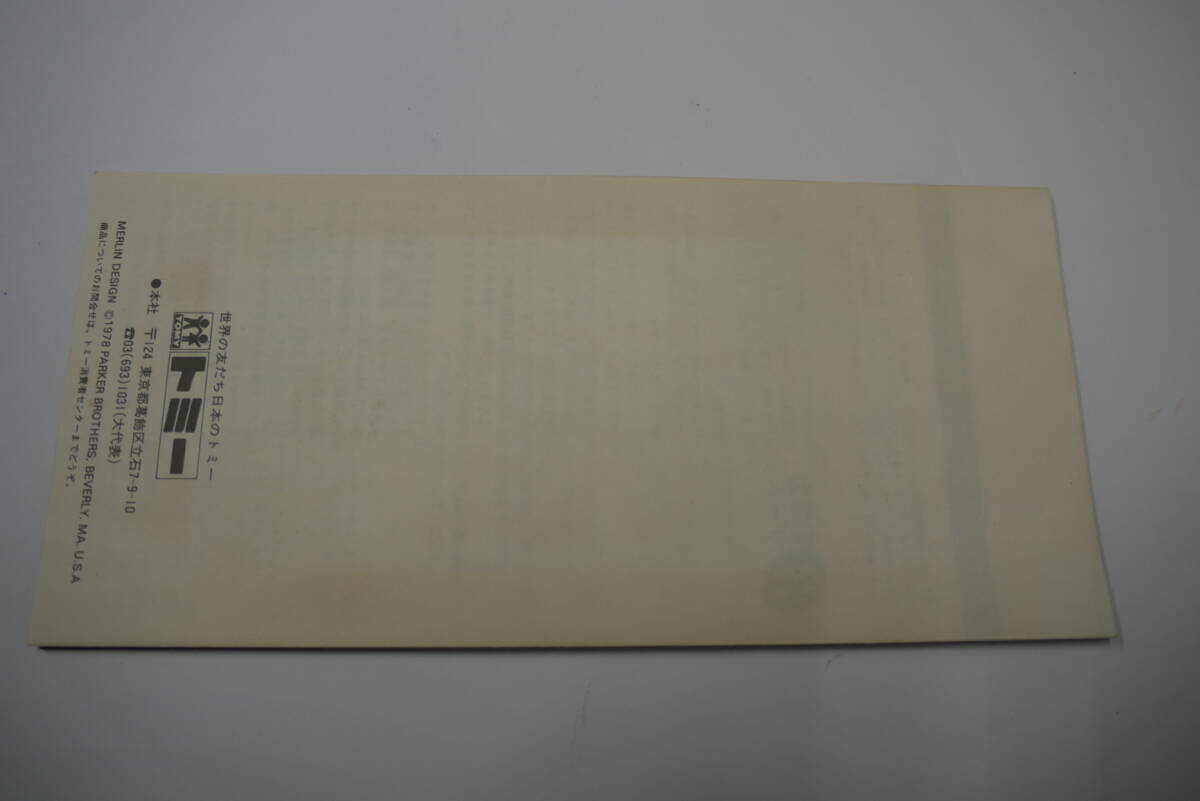 世界の友だち日本のトミー
TOMY トミー
●本社 〒124 東京都葛飾区立石7-9-10
☎03(693)1031(大代表)
MERLIN DESIGN ©1978 PARKER BROTHERS; BEVERLY. MA. U.S.A
商品についてのお問合せは、トミー消費者センターまでどうぞ。